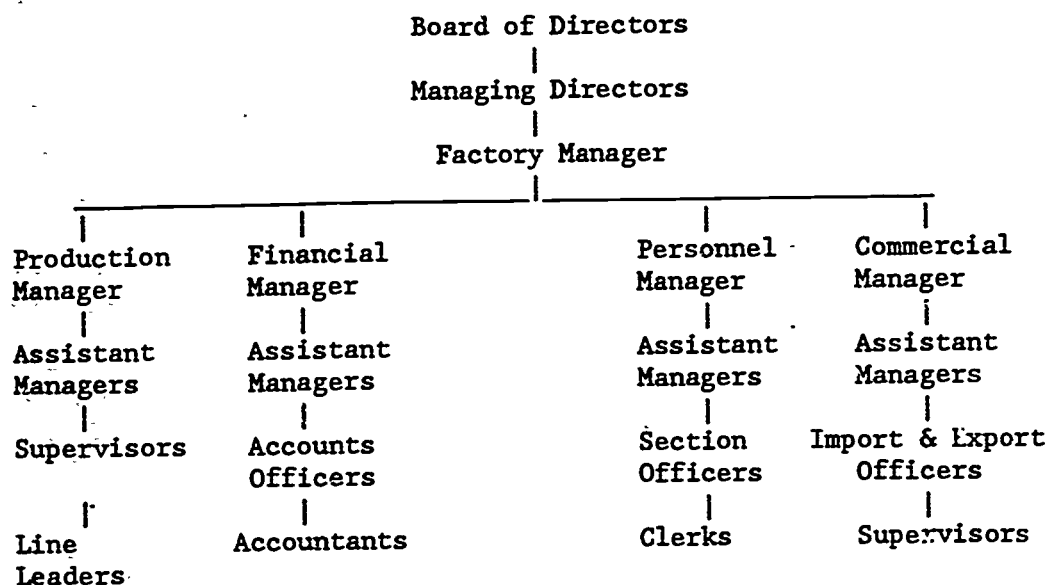 Board of Directors
Managing Directors
Factory Manager
Production Manager
Financial Manager
Personnel Manager
Commercial Manager
Assistant Managers
Assistant Managers
Assistant Managers
Assistant Managers
Supervisors
Accounts Officers
Section Officers
Import & Export Officers
Line Leaders
Accountants
Clerks
Supervisors